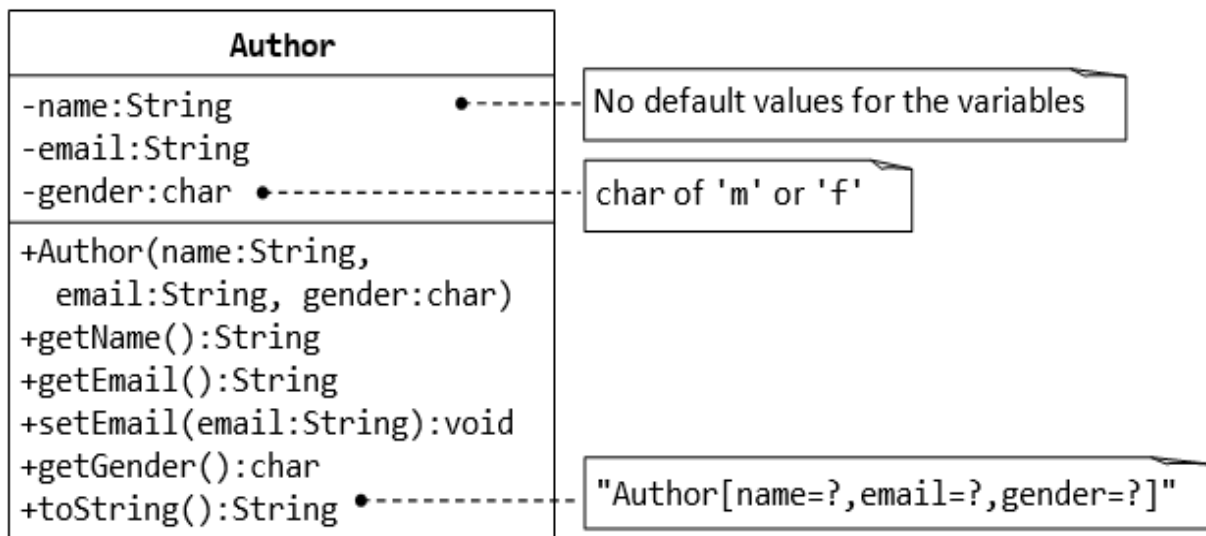 Author
-name:String
No default values for the variables
-email:String
-gender:char
char of 'm' or 'f'
+Author(name:String,
email:String, gender:char)
+getName():String
+getEmail():String
+setEmail(email:String):void
+getGender():char
+toString():String
"Author[name=?,email=?,gender=?]"